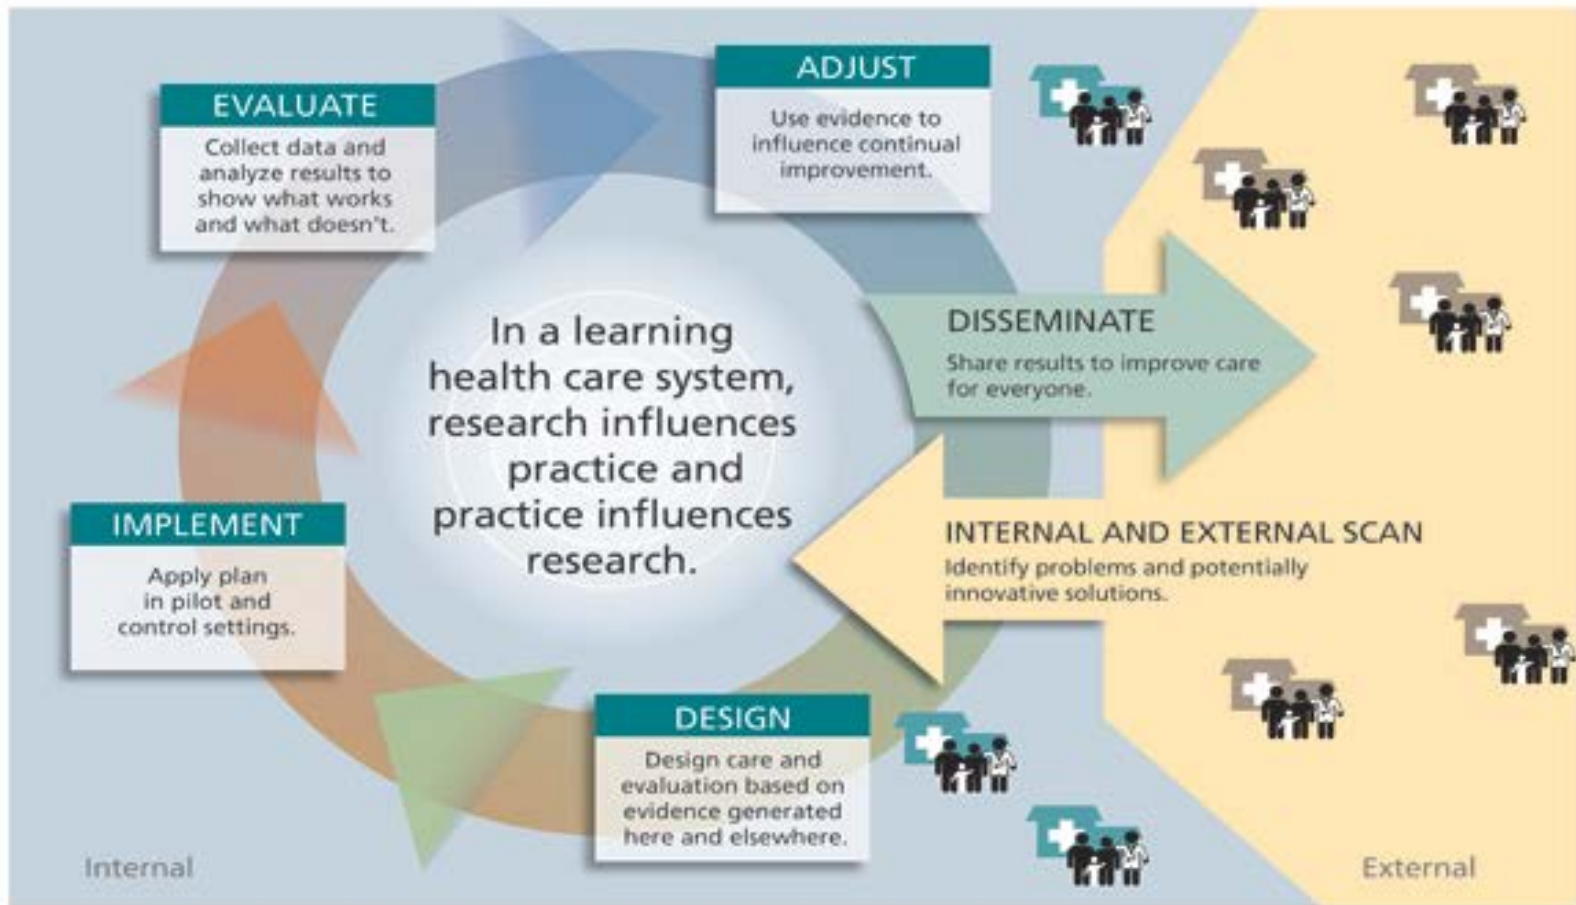 EVALUATE
Collect data and
analyze results to
show what works
and what doesn't.
ADJUST
Use evidence to
influence continual
improvement.
In a learning
health care system,
research influences
practice and
practice influences
research.
DISSEMINATE
Share results to improve care
for everyone.
INTERNAL AND EXTERNAL SCAN
Identify problems and potentially
innovative solutions.
IMPLEMENT
Apply plan
in pilot and
control settings.
DESIGN
Design care and
evaluation based on
evidence generated
here and elsewhere.
Internal
External